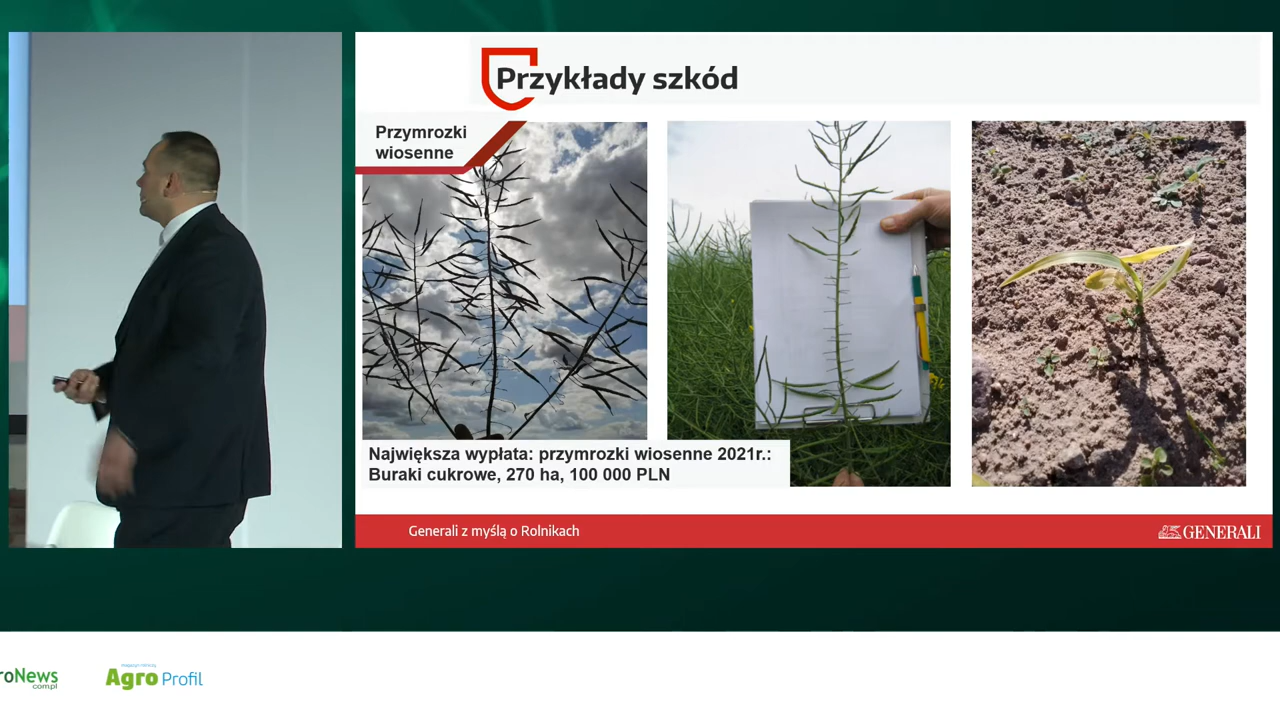 Przykłady szkód
Przymrozki
wiosenne
Największa wypłata: przymrozki wiosenne 2021r.:
Buraki cukrowe, 270 ha, 100 000 PLN
Generali z myślą o Rolnikach
GENERALI
roNews
com.pl
Agro Profil